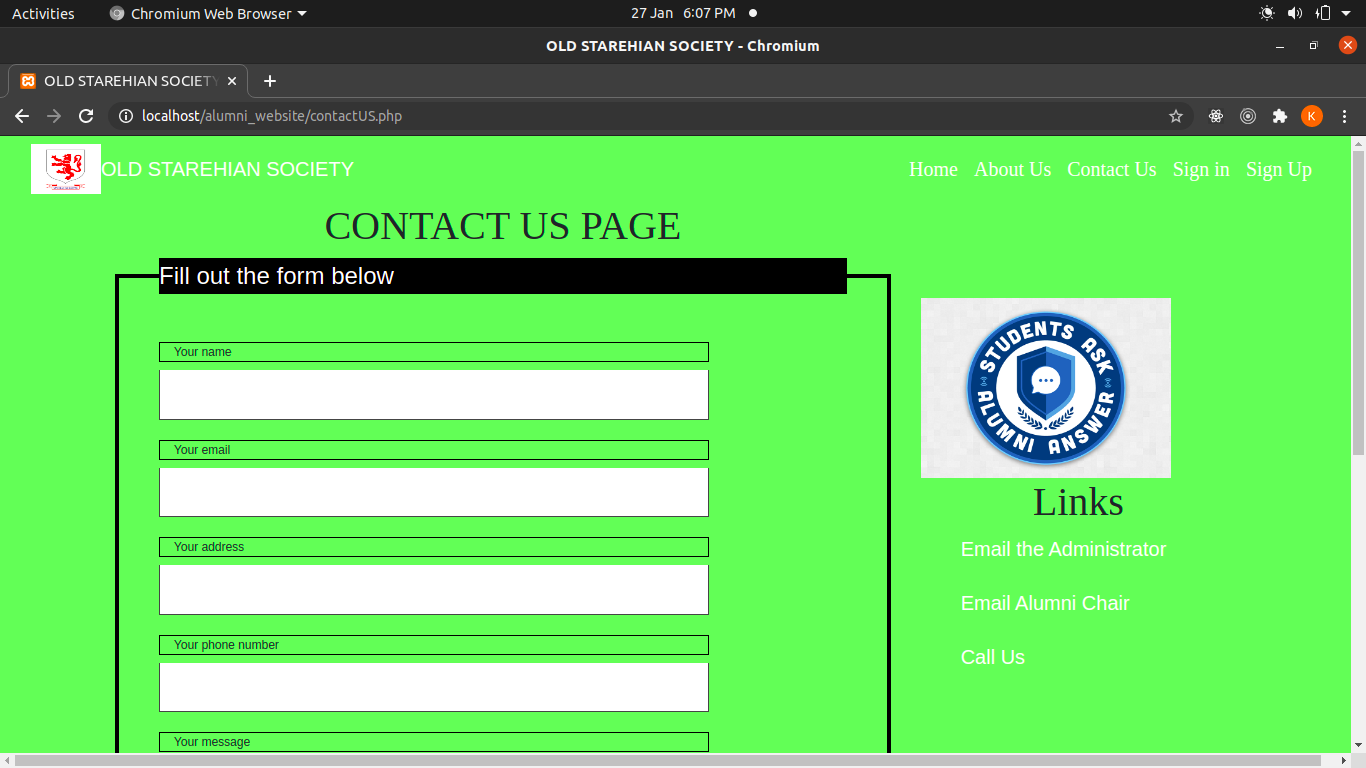 Activities
Chromium Web Browser
27 Jan 6:07 PM
OLD STAREHIAN SOCIETY - Chromium
OLD STAREHIAN SOCIETY
localhost/alumni_website/contactUS.php
K
OLD STAREHIAN SOCIETY
Home About Us Contact Us Sign in Sign Up
CONTACT US PAGE
Fill out the form below
Your name
Your email
Your address
Your phone number
Your message
STUDENTS ASK
ALUMNI ANSWER
Links
Email the Administrator
Email Alumni Chair
Call Us